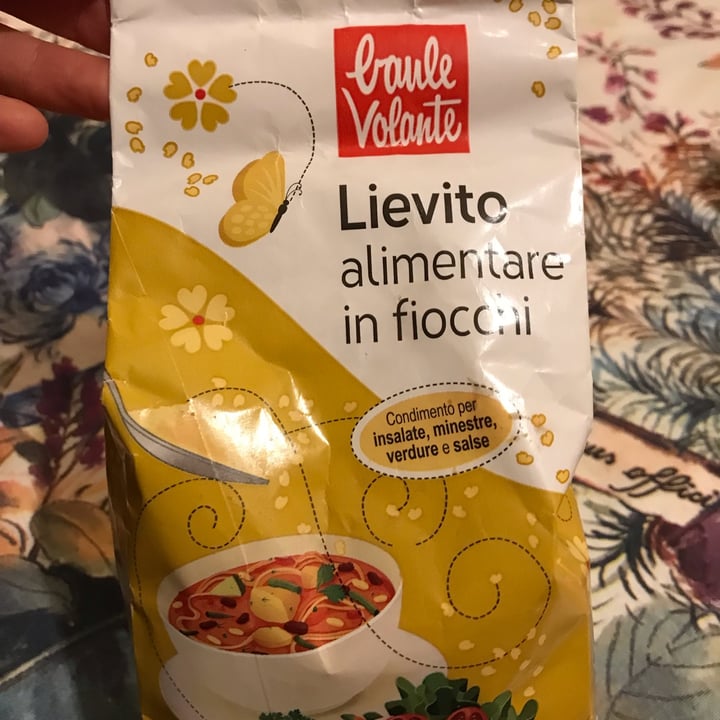 baule
Volante
Lievito
alimentare
in fiocchi
Condimento per
insalate, minestre,
verdure e salse